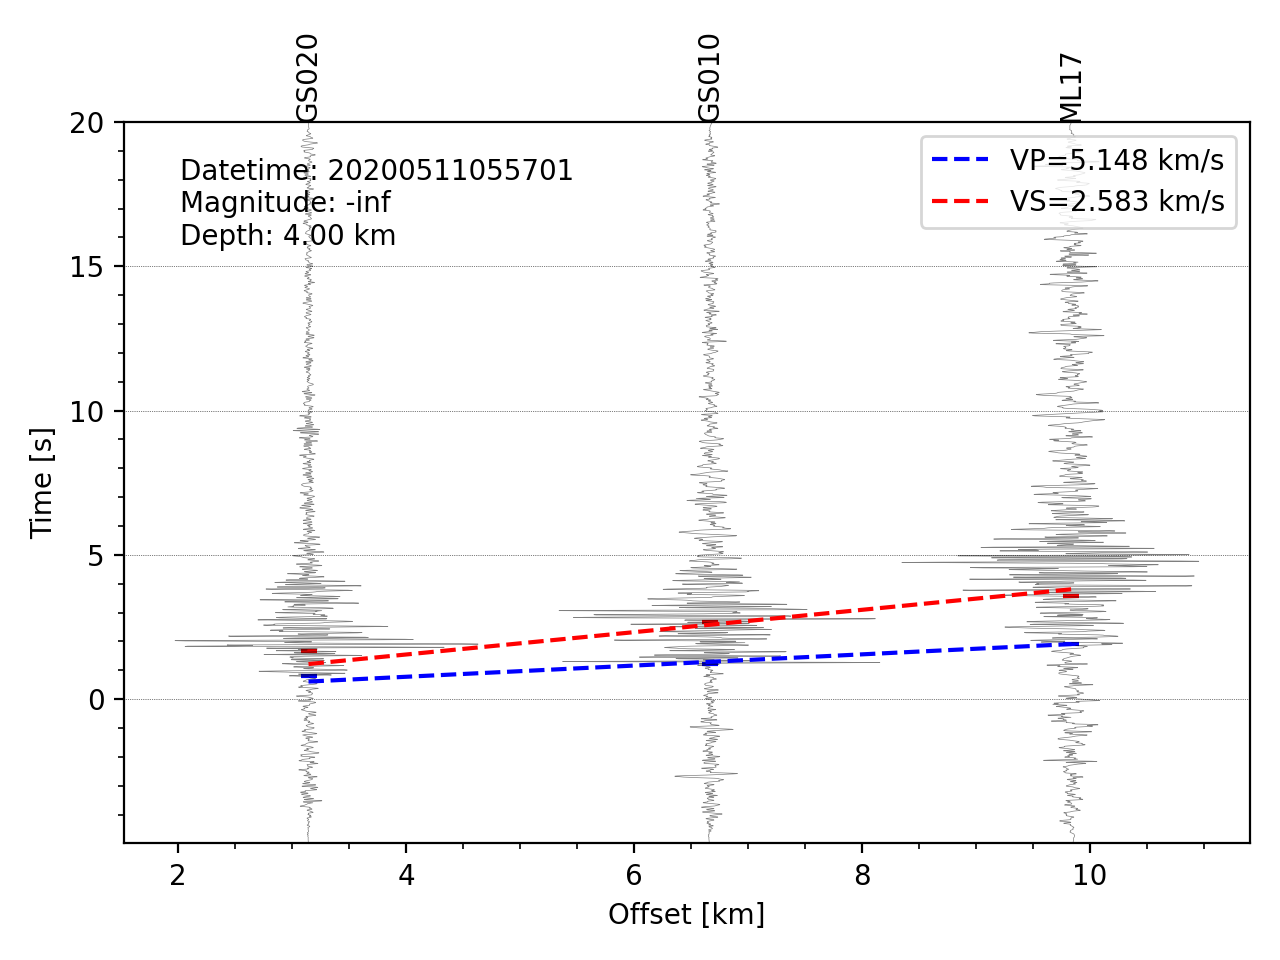 GS020
GS010
ML17
Datetime: 20200511055701
Magnitude: -inf
Depth: 4.00 km
VP=5.148 km/s
VS=2.583 km/s
20
15
10
5
0
Time [s]
2
4
6
8
10
Offset [km]